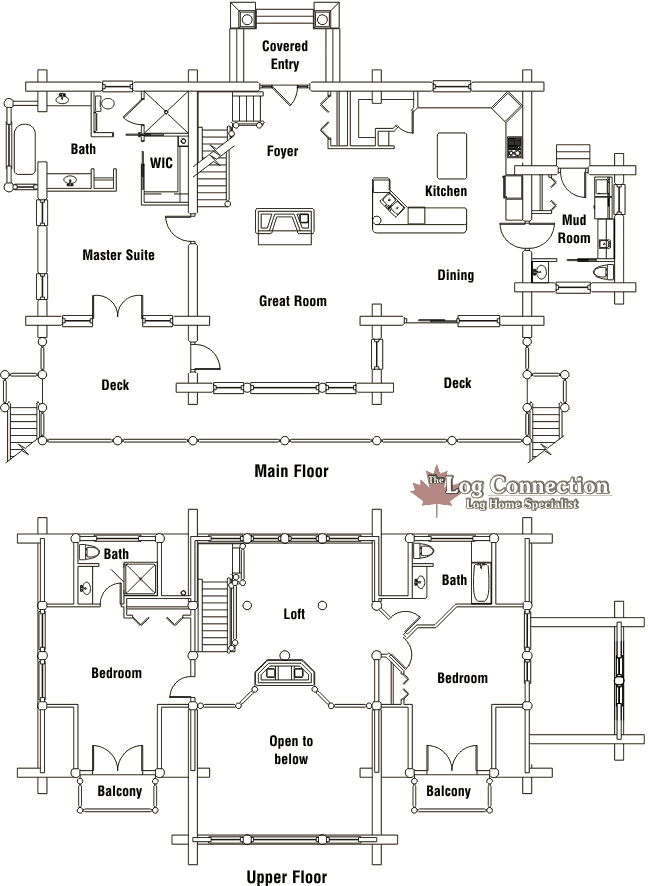 Covered
Entry
Bath
WIC
Foyer
Kitchen
Mud
Room
Master Suite
Dining
Great Room
Deck
Deck
Main Floor
The Log Connection
Log Home Specialist
Bath
Bath
Loft
Bedroom
Bedroom
Open to
below
Balcony
Balcony
Upper Floor